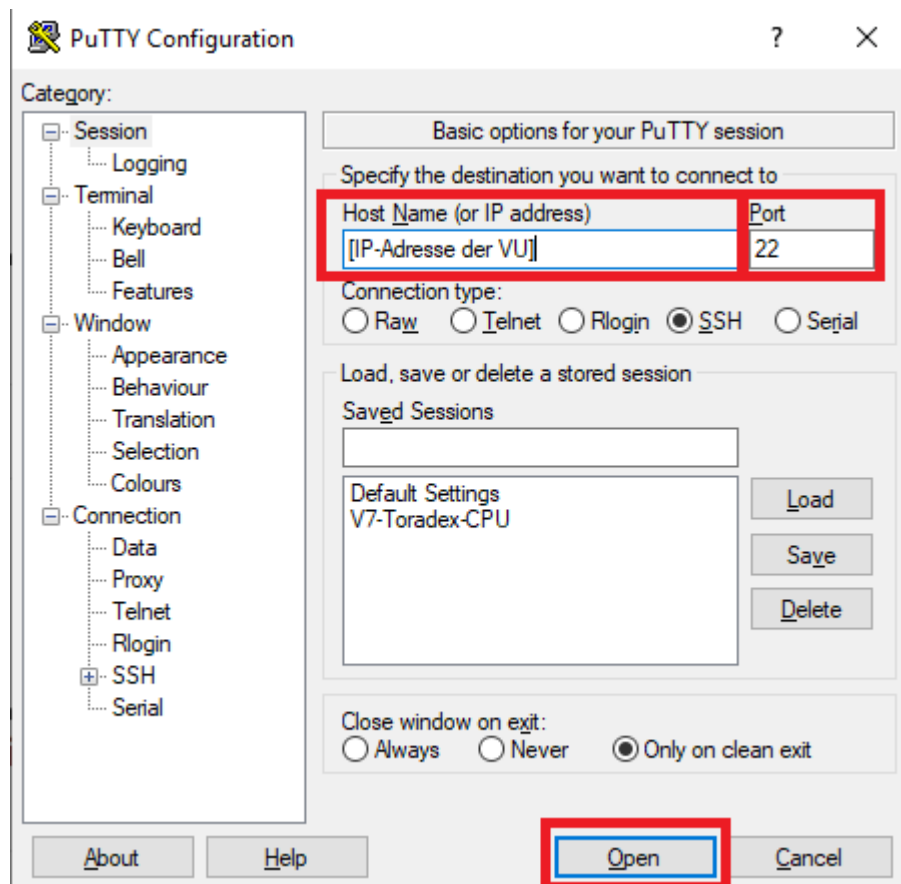 PuTTY Configuration ? ×
Category:
Session
Logging
Terminal
Keyboard
Bell
Features
Window
Appearance
Behaviour
Translation
Selection
Colours
Connection
Data
Proxy
Telnet
Rlogin
SSH
Serial
Basic options for your PuTTY session
Specify the destination you want to connect to
Host Name (or IP address) Port
[IP-Adresse der VU] 22
Connection type:
Raw Telnet Rlogin SSH Serial
Load, save or delete a stored session
Saved Sessions
Default Settings
V7-Toradex-CPU
Load
Save
Delete
Close window on exit:
Always Never Only on clean exit
About Help Open Cancel